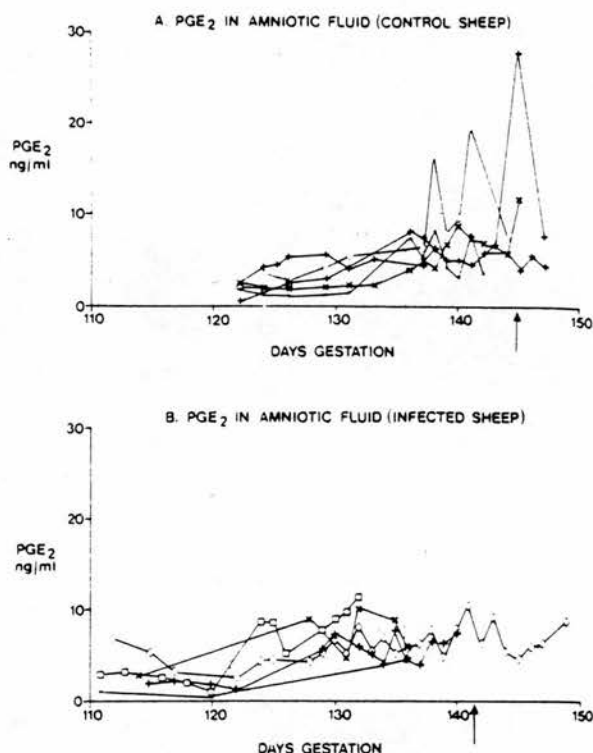 A. PGE2 IN AMNIOTIC FLUID (CONTROL SHEEP)
30
20
PGE2
ng/ml
10
0
110 120 130 140 150
DAYS GESTATION
B. PGE2 IN AMNIOTIC FLUID (INFECTED SHEEP)
30
20
PGE2
ng/ml
10
0
110 120 130 140 150
DAYS GESTATION